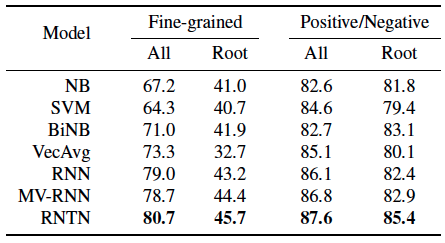 Model Fine-grained Positive/Negative
All Root All Root
NB 67.2 41.0 82.6 81.8
SVM 64.3 40.7 84.6 79.4
BiNB 71.0 41.9 82.7 83.1
VecAvg 73.3 32.7 85.1 80.1
RNN 79.0 43.2 86.1 82.4
MV-RNN 78.7 44.4 86.8 82.9
RNTN 80.7 45.7 87.6 85.4